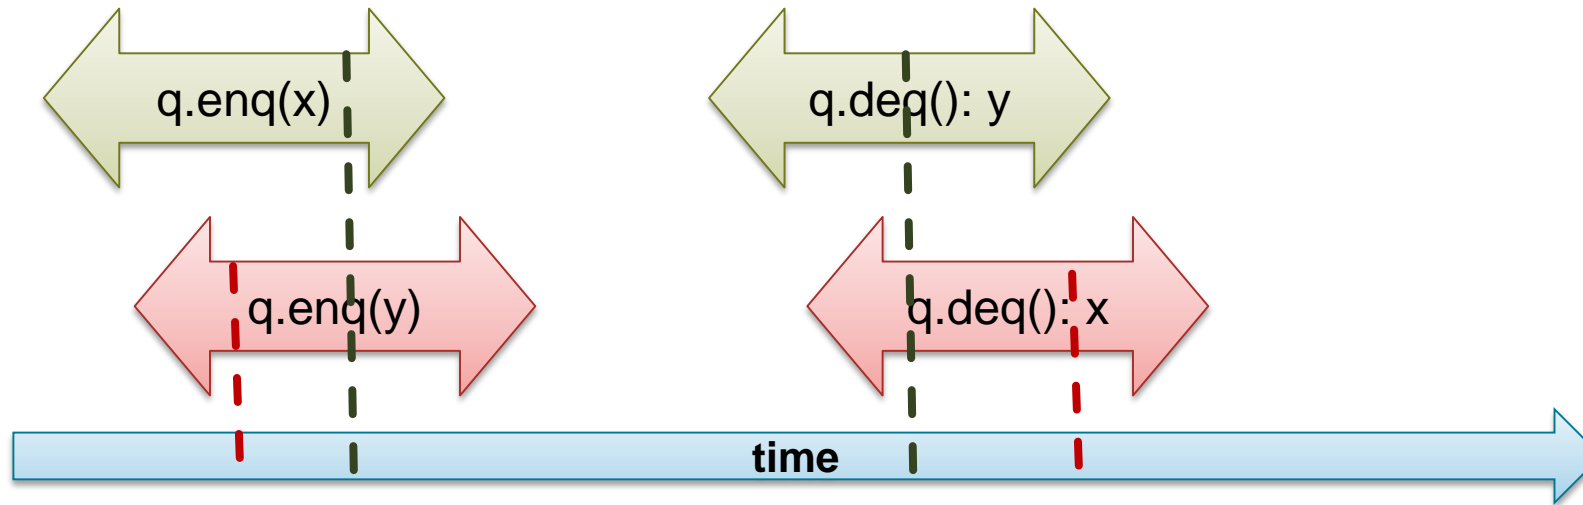 q.enq(x)
q.deq(): y
q.enq(y)
q.deq(): x
time